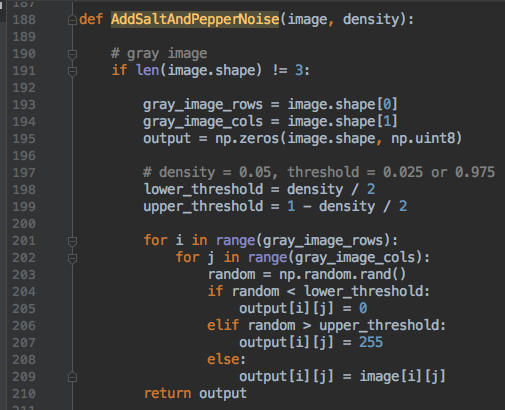 188 def AddSaltAndPepperNoise(image, density):
189
190 # gray image
191 if len(image.shape) != 3:
192
193 gray_image_rows = image.shape[0]
194 gray_image_cols = image.shape[1]
195 output = np.zeros(image.shape, np.uint8)
196
197 # density = 0.05, threshold = 0.025 or 0.975
198 lower_threshold = density / 2
199 upper_threshold = 1 - density / 2
200
201 for i in range(gray_image_rows):
202 for j in range(gray_image_cols):
203 random = np.random.rand()
204 if random < lower_threshold:
205 output[i][j] = 0
206 elif random > upper_threshold:
207 output[i][j] = 255
208 else:
209 output[i][j] = image[i][j]
210 return output